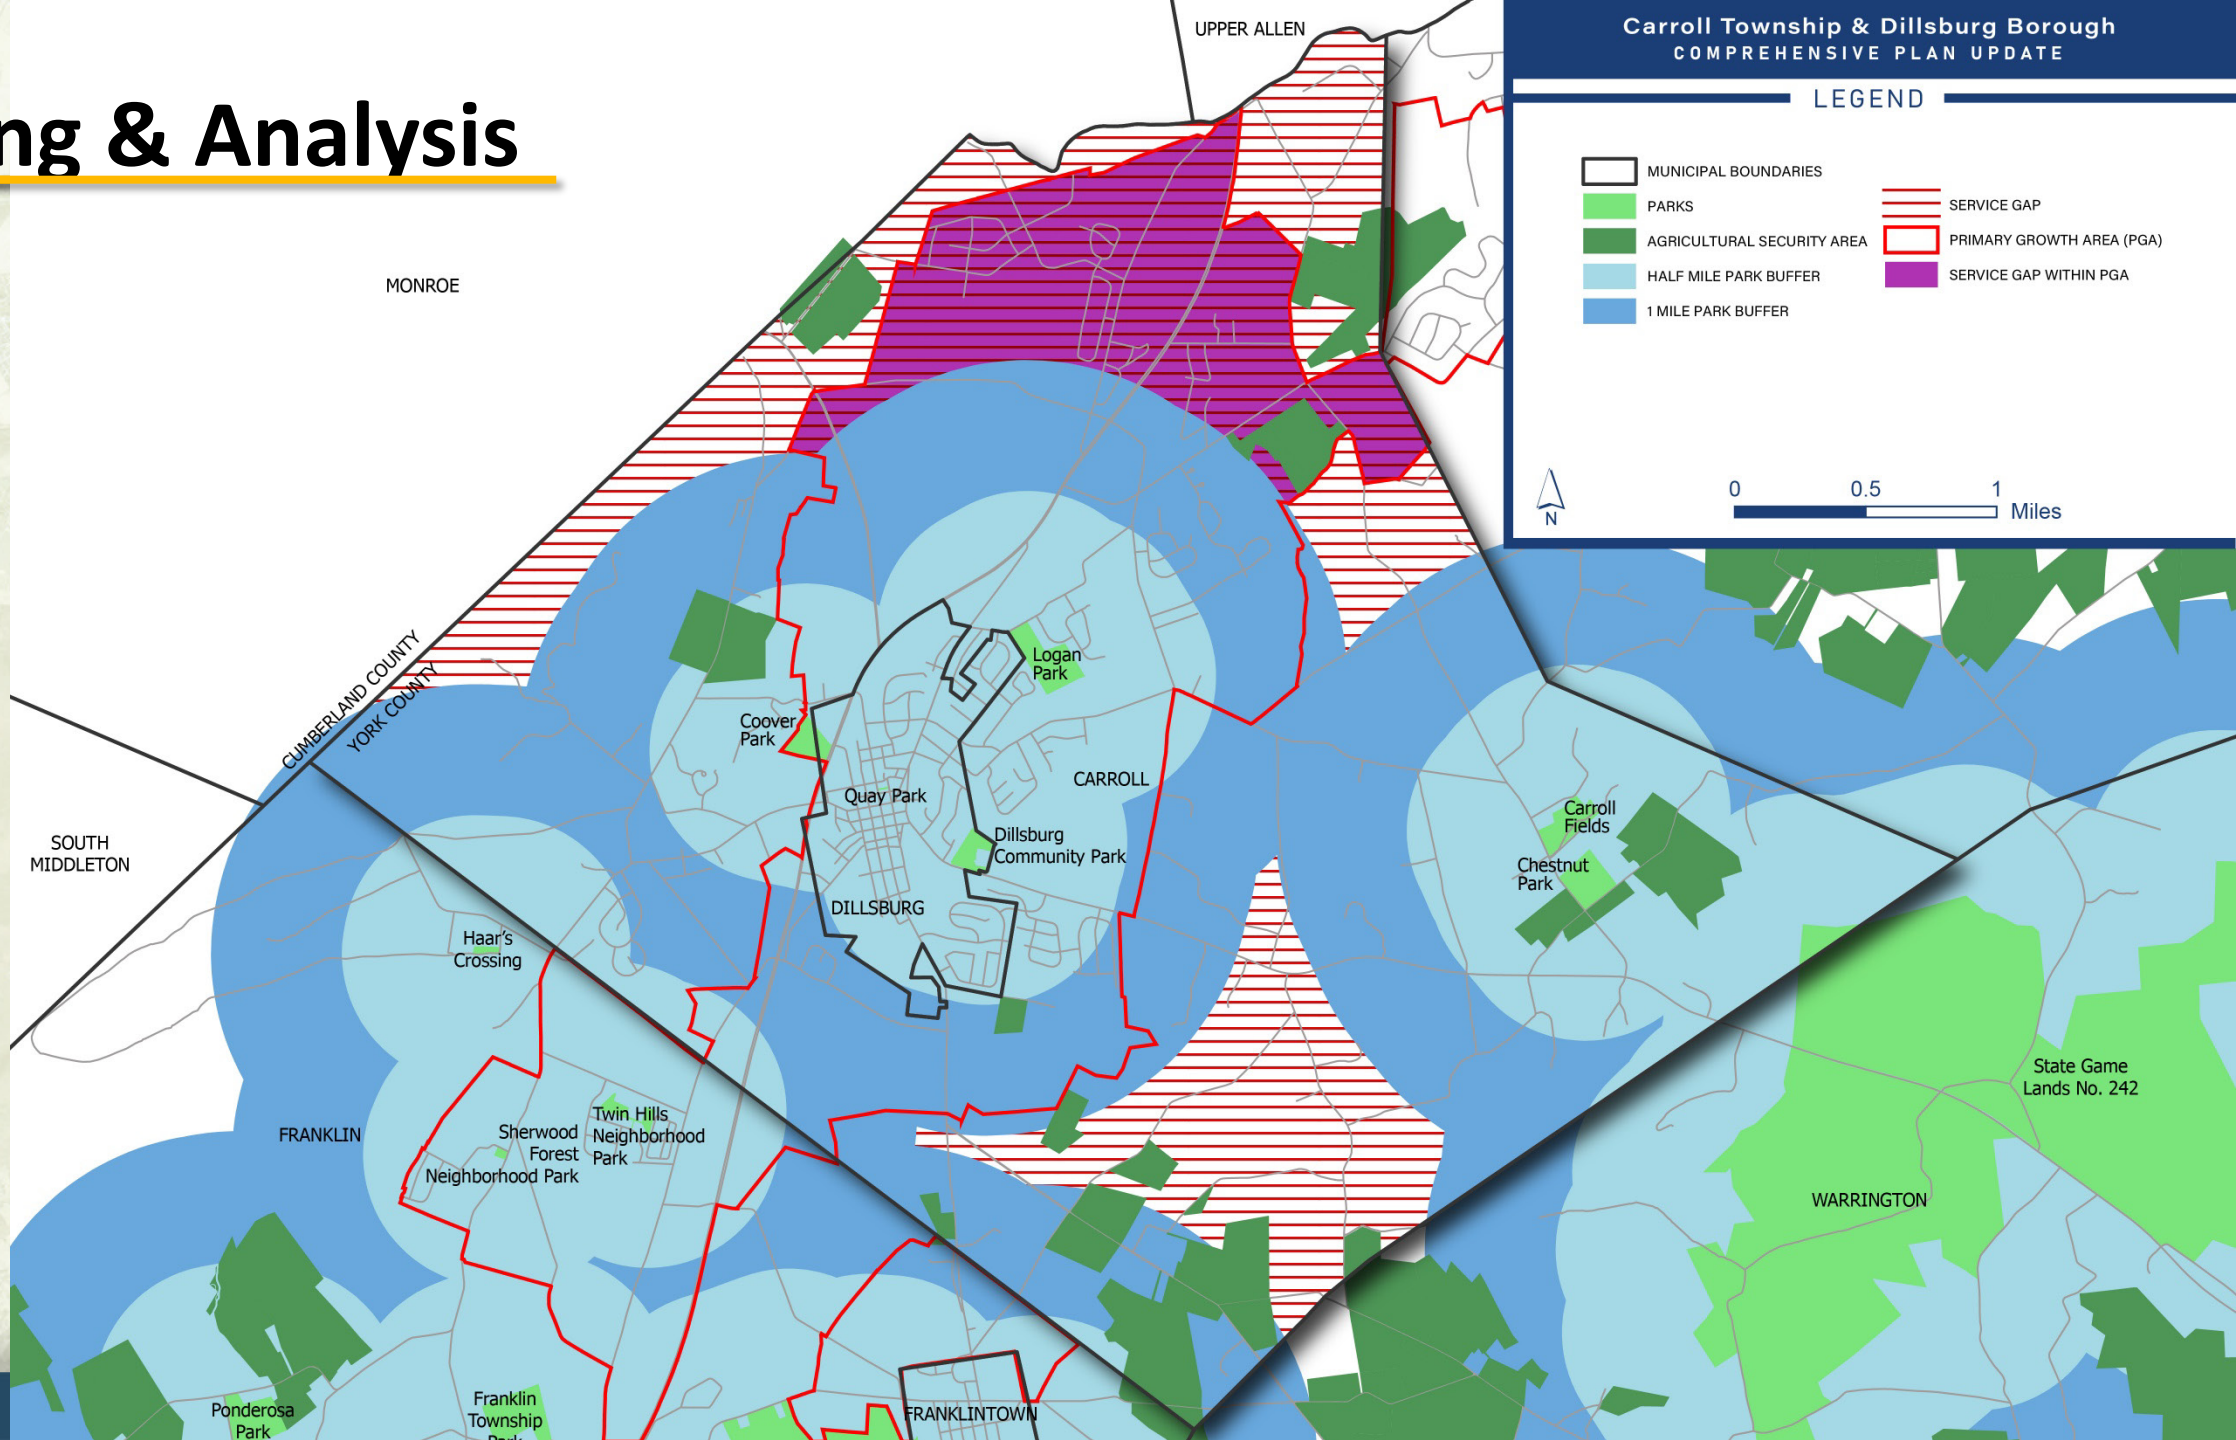 ng & Analysis
UPPER ALLEN
Carroll Township & Dillsburg Borough
COMPREHENSIVE PLAN UPDATE
LEGEND
MUNICIPAL BOUNDARIES
PARKS
AGRICULTURAL SECURITY AREA
HALF MILE PARK BUFFER
1 MILE PARK BUFFER
SERVICE GAP
PRIMARY GROWTH AREA (PGA)
SERVICE GAP WITHIN PGA
N
0 0.5 1
Miles
MONROE
CUMBERLAND COUNTY
YORK COUNTY
SOUTH
MIDDLETON
Logan
Park
Coover
Park
Quay Park
CARROLL
Dillsburg
Community Park
DILLSBURG
Carroll
Fields
Chestnut
Park
Haar's
Crossing
FRANKLIN
Twin Hills
Neighborhood
Park
Sherwood
Forest
Neighborhood Park
State Game
Lands No. 242
WARRINGTON
Ponderosa
Park
Franklin
Township
Park
FRANKLINTOWN